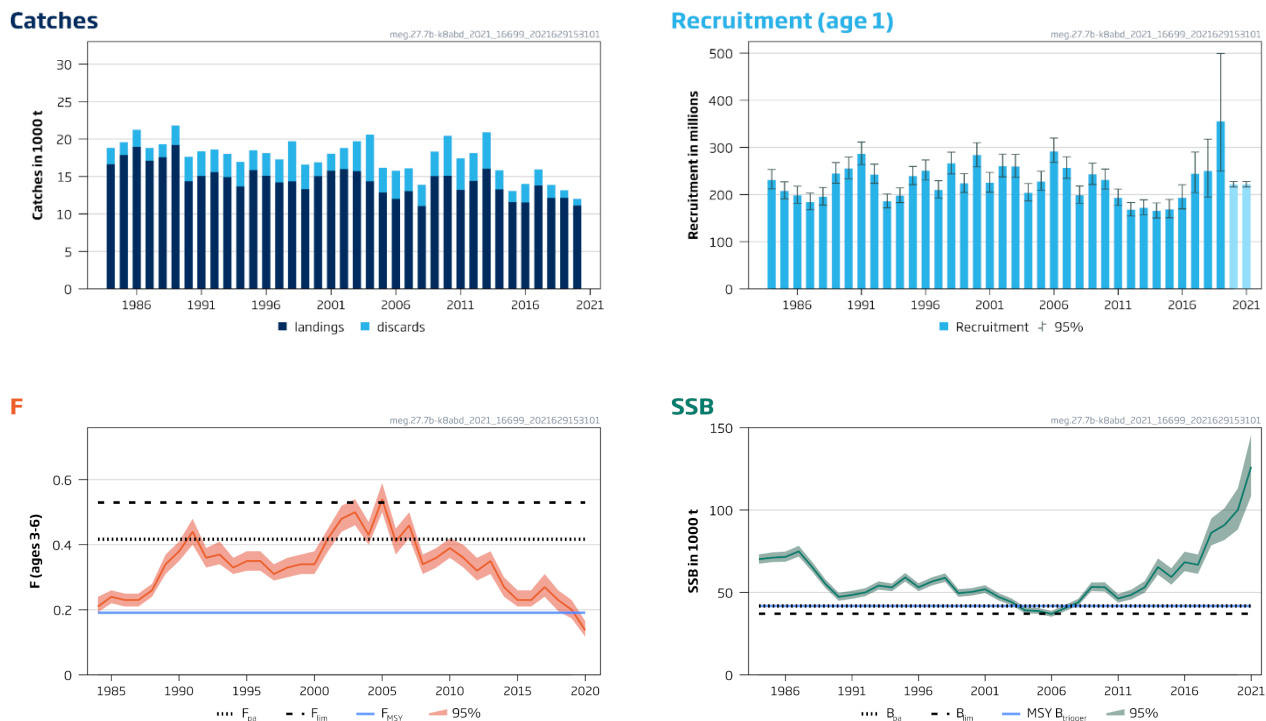 Catches
meg.27.7b-k8abd_2021_16699_2021629153101
Catches in 1000 t
30
25
20
15
10
5
0
1986 1991 1996 2001 2006 2011 2016 2021
landings discards
Recruitment (age 1)
meg.27.7b-k8abd_2021_16699_2021629153101
Recruitment in millions
500
400
300
200
100
0
1986 1991 1996 2001 2006 2011 2016 2021
Recruitment 95%
F
meg.27.7b-k8abd_2021_16699_2021629153101
F (ages 3-6)
0.6
0.4
0.2
0
1985 1990 1995 2000 2005 2010 2015 2020
Fpa Flim FMSY 95%
SSB
meg.27.7b-k8abd_2021_16699_2021629153101
SSB in 1000 t
150
100
50
0
1986 1991 1996 2001 2006 2011 2016 2021
Bpa Blim MSY Btrigger 95%